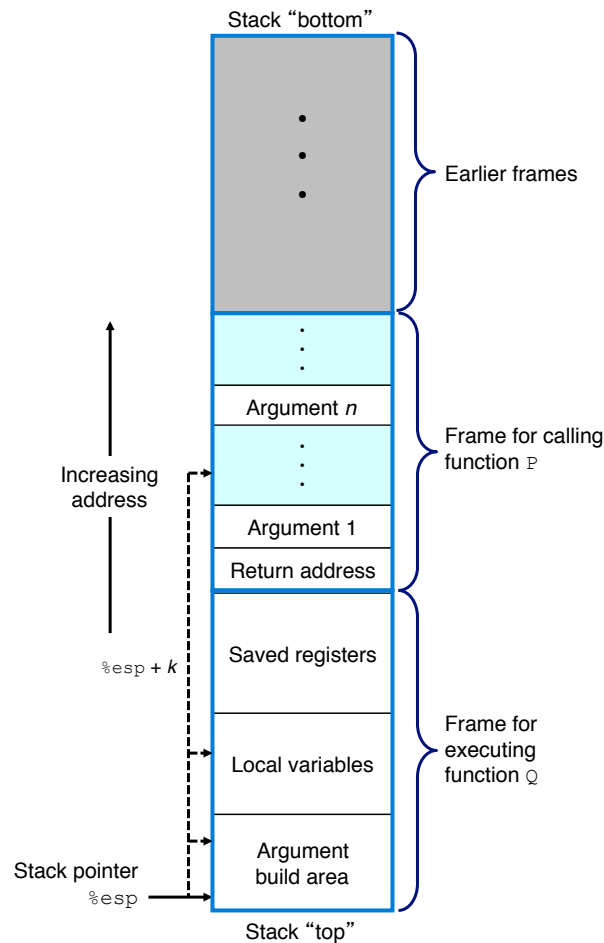 Stack “bottom”
Earlier frames
Argument n
Frame for calling
function P
Increasing
address
Argument 1
Return address
Saved registers
%esp + k
Frame for
executing
function Q
Local variables
Argument
build area
Stack pointer
%esp
Stack “top”